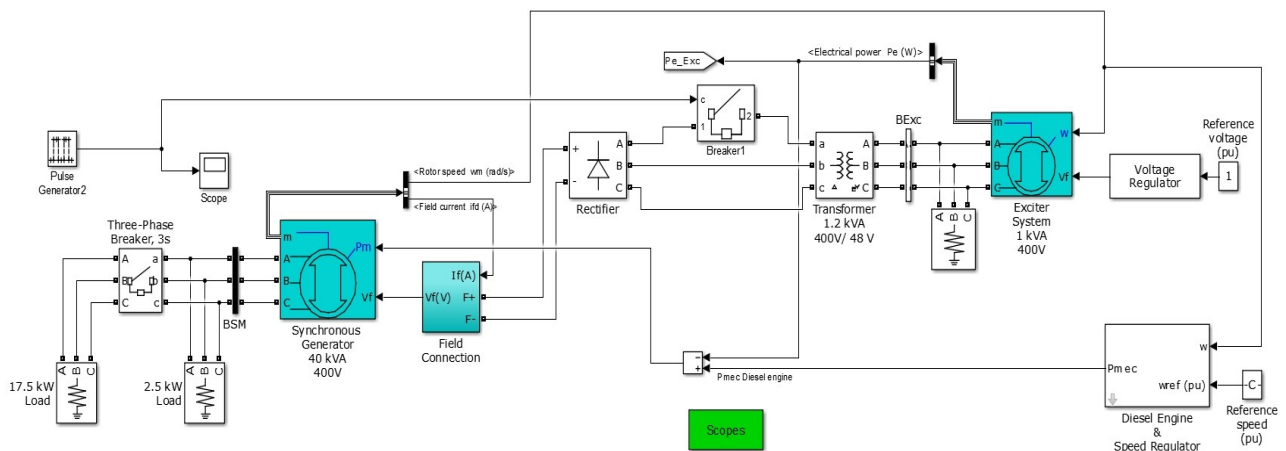 <Electrical power Pe (W)>
Pe_Exc
c
1
2
Breaker1
BExc
m
w
A
B
C
Vf
Exciter
System
1 kVA
400V
Reference
voltage
(pu)
1
Voltage
Regulator
Pulse
Generator2
Scope
+
-
A
B
C
Rectifier
a
b
c
A
B
C
Transformer
1.2 kVA
400V/ 48 V
A
B
C
A
B
C
<Rotor speed wm (rad/s)>
<Field current ifd (A)>
Three-Phase
Breaker, 3s
A
B
C
a
b
c
BSM
m
Pm
A
B
C
Vf
Synchronous
Generator
40 kVA
400V
If(A)
Vf(V)
F+
F-
Field
Connection
A
B
C
17.5 kW
Load
A
B
C
2.5 kW
Load
−
+
Pmec Diesel engine
w
Pmec
wref (pu)
Diesel Engine
&
Speed Regulator
-C-
Reference
speed
(pu)
Scopes